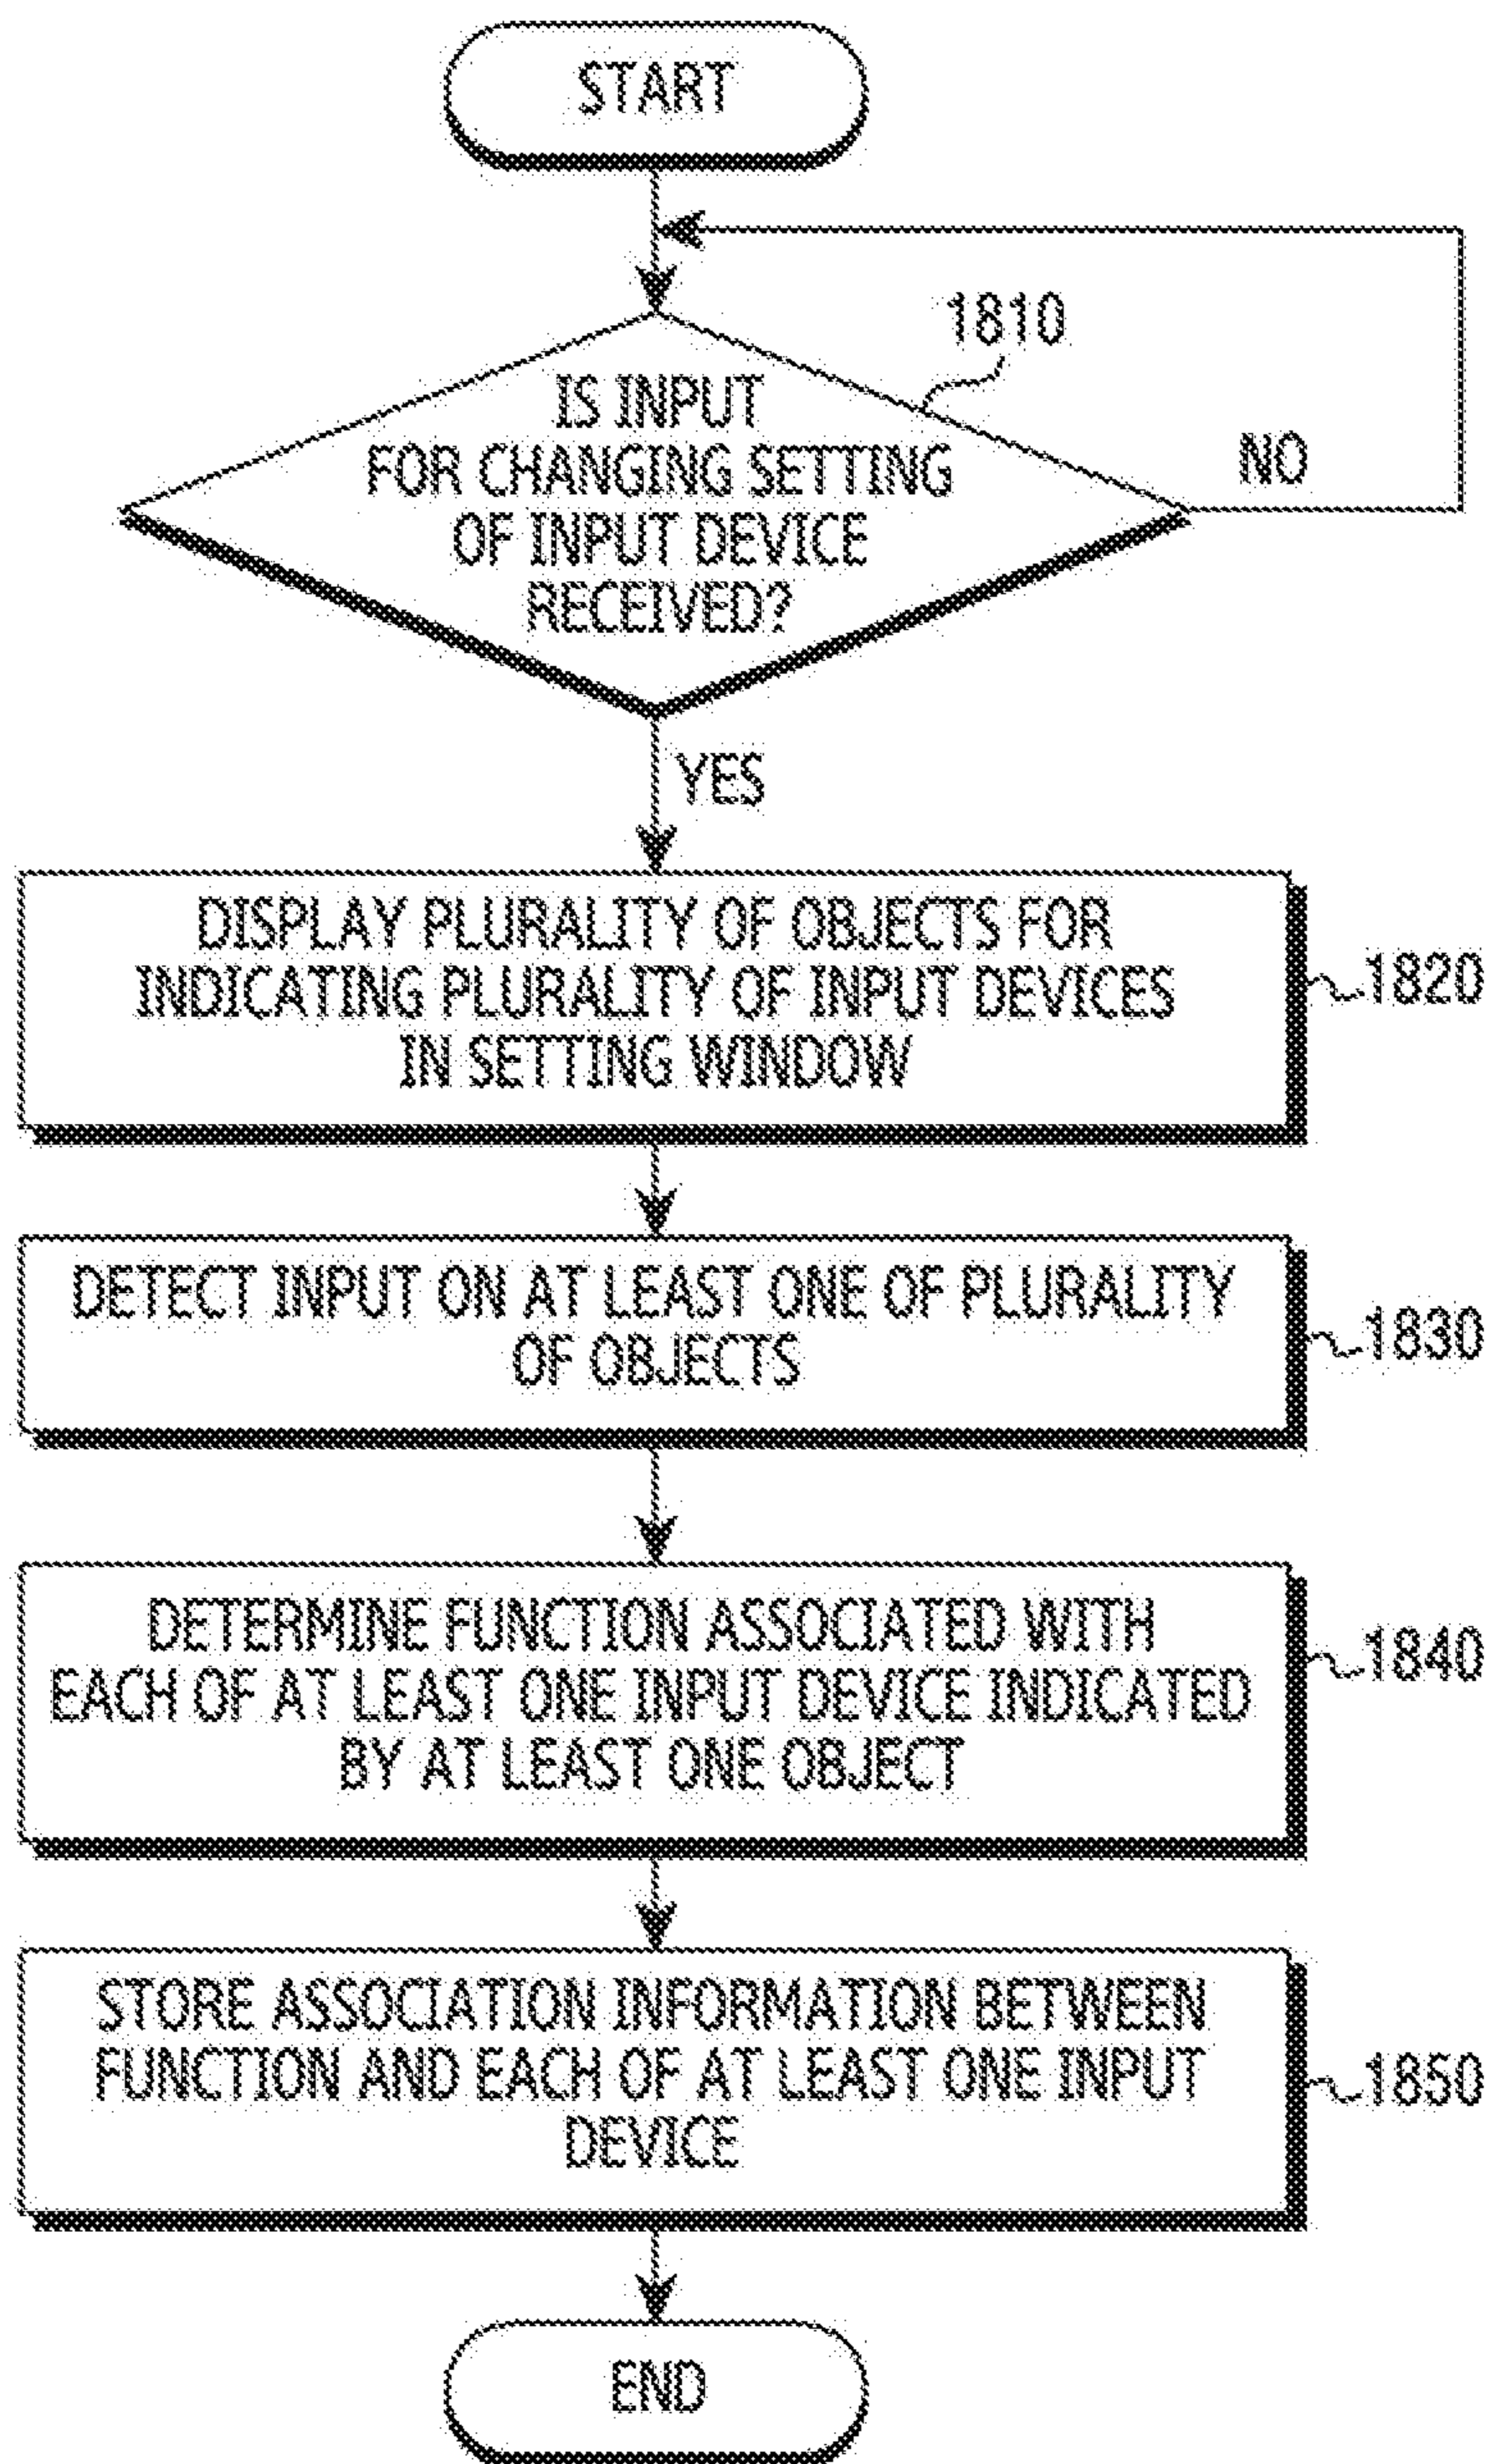 START
1810
IS INPUT
FOR CHANGING SETTING
OF INPUT DEVICE
RECEIVED?
NO
YES
DISPLAY PLURALITY OF OBJECTS FOR
INDICATING PLURALITY OF INPUT DEVICES
IN SETTING WINDOW
1820
DETECT INPUT ON AT LEAST ONE OF PLURALITY
OF OBJECTS
1830
DETERMINE FUNCTION ASSOCIATED WITH
EACH OF AT LEAST ONE INPUT DEVICE INDICATED
BY AT LEAST ONE OBJECT
1840
STORE ASSOCIATION INFORMATION BETWEEN
FUNCTION AND EACH OF AT LEAST ONE INPUT
DEVICE
1850
END